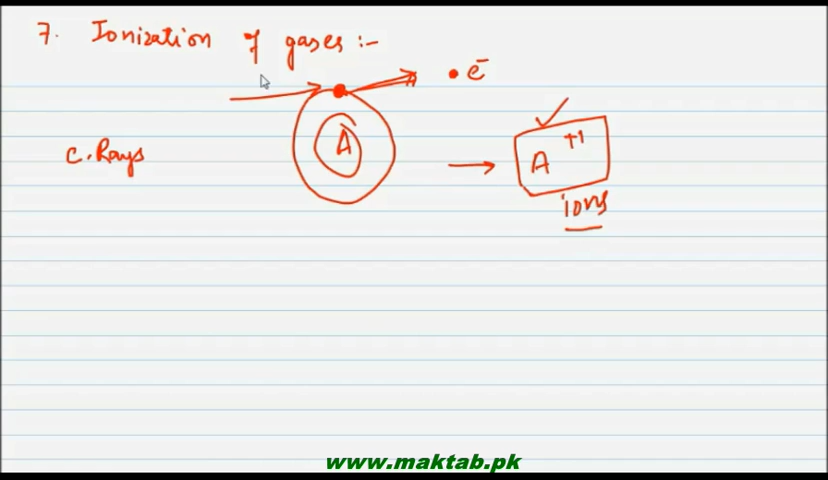 7. Ionization of gases :-
• e-
C. Rays
A
A +1
ions
www.maktab.pk